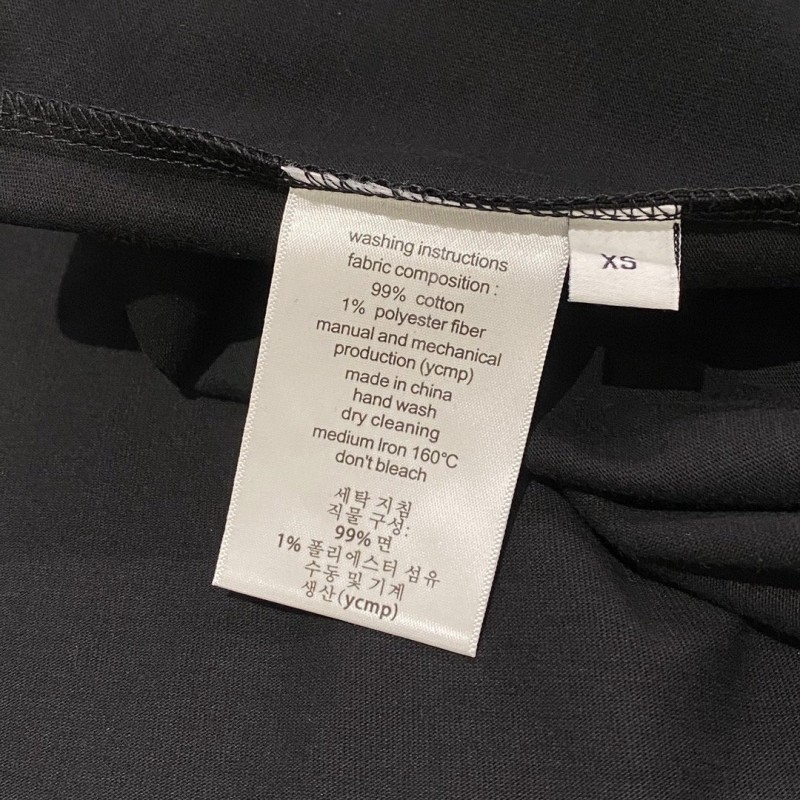 washing instructions
fabric composition :
99% cotton
1% polyester fiber
manual and mechanical
production (ycmp)
made in china
hand wash
dry cleaning
medium Iron 160℃
don't bleach
세탁 지침
직물 구성:
99% 면
1% 폴리에스터 섬유
수동 및 기계
생산(ycmp)
XS